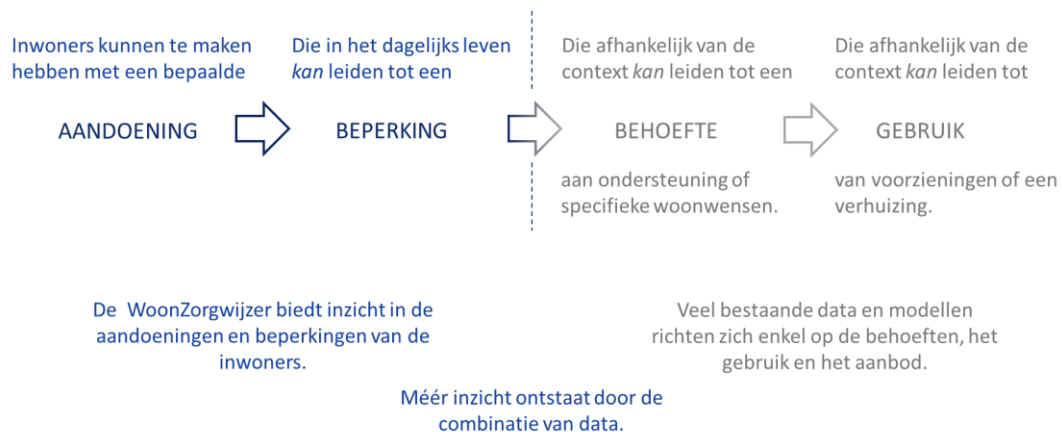 Inwoners kunnen te maken
hebben met een bepaalde
AANDOENING
Die in het dagelijks leven
kan leiden tot een
BEPERKING
Die afhankelijk van de
context kan leiden tot een
BEHOEFTE
aan ondersteuning of
specifieke woonwensen.
Die afhankelijk van de
context kan leiden tot
GEBRUIK
van voorzieningen of een
verhuizing.
De WoonZorgwijzer biedt inzicht in de
aandoeningen en beperkingen van de
inwoners.
Veel bestaande data en modellen
richten zich enkel op de behoeften, het
gebruik en het aanbod.
Méér inzicht ontstaat door de
combinatie van data.